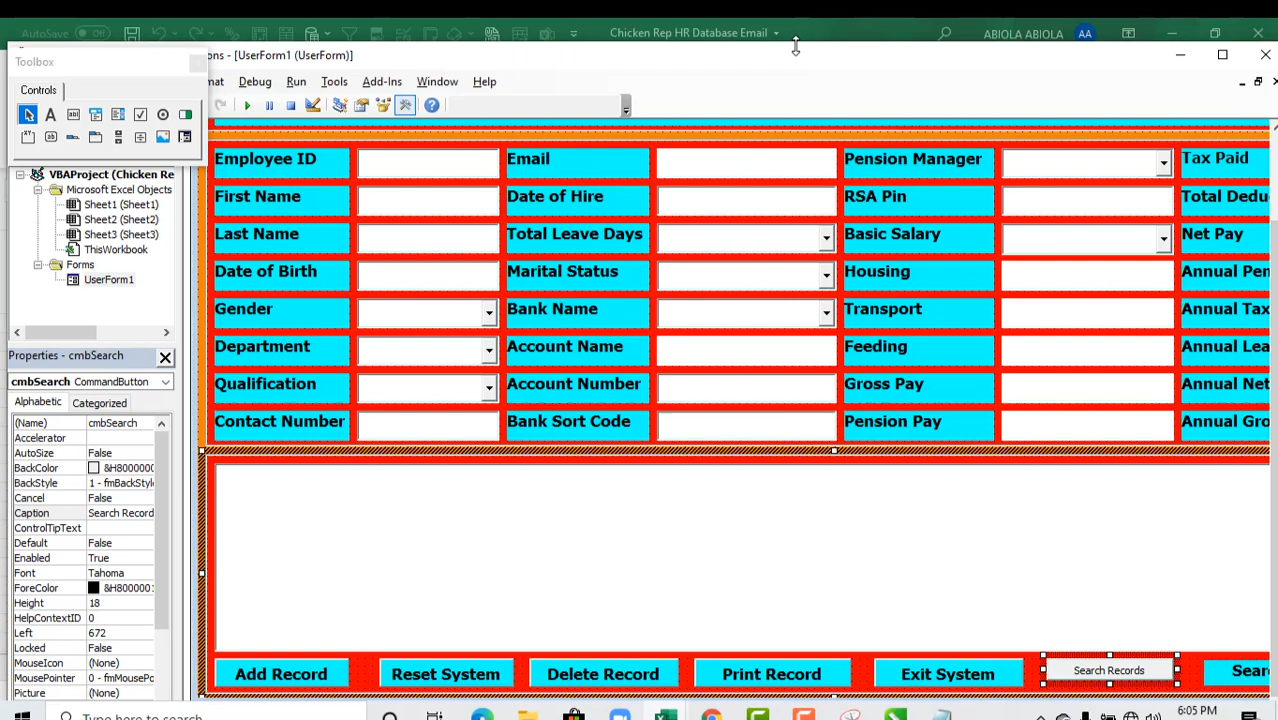 AutoSave Off Chicken Rep HR Database Email ABIOLA ABIOLA AA
Toolbox
ons - [UserForm1 (UserForm)]
Controls
mat Debug Run Tools Add-Ins Window Help
VBAProject (Chicken Re
Microsoft Excel Objects
Sheet1 (Sheet1)
Sheet2 (Sheet2)
Sheet3 (Sheet3)
ThisWorkbook
Forms
UserForm1
Properties - cmbSearch
cmbSearch CommandButton
Alphabetic Categorized
(Name) cmbSearch
Accelerator
AutoSize False
BackColor &H8000000
BackStyle 1 - fmBackStyle
Cancel False
Caption Search Record
ControlTipText
Default False
Enabled True
Font Tahoma
ForeColor &H8000001
Height 18
HelpContextID 0
Left 672
Locked False
MouseIcon (None)
MousePointer 0 - fmMousePo
Picture (None)
Employee ID Email Pension Manager Tax Paid
First Name Date of Hire RSA Pin Total Dedu
Last Name Total Leave Days Basic Salary Net Pay
Date of Birth Marital Status Housing Annual Pen
Gender Bank Name Transport Annual Tax
Department Account Name Feeding Annual Lea
Qualification Account Number Gross Pay Annual Net
Contact Number Bank Sort Code Pension Pay Annual Gro
Add Record Reset System Delete Record Print Record Exit System Search Records Sear
Type here to search 6:05 PM